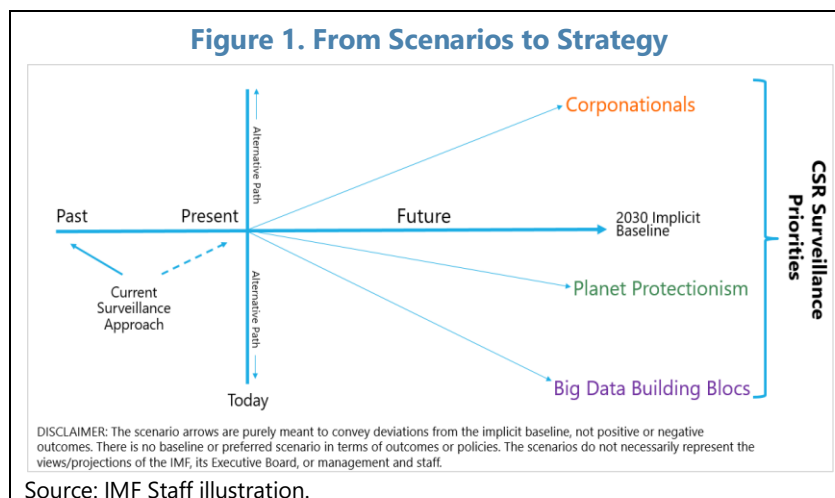 Figure 1. From Scenarios to Strategy
Corponationals
Alternative Path
Past
Present
Future
2030 Implicit
Baseline
CSR Surveillance
Priorities
Current
Surveillance
Approach
Alternative Path
Planet Protectionism
Big Data Building Blocs
Today
DISCLAIMER: The scenario arrows are purely meant to convey deviations from the implicit baseline, not positive or negative
outcomes. There is no baseline or preferred scenario in terms of outcomes or policies. The scenarios do not necessarily represent the
views/projections of the IMF, its Executive Board, or management and staff.
Source: IMF Staff illustration.